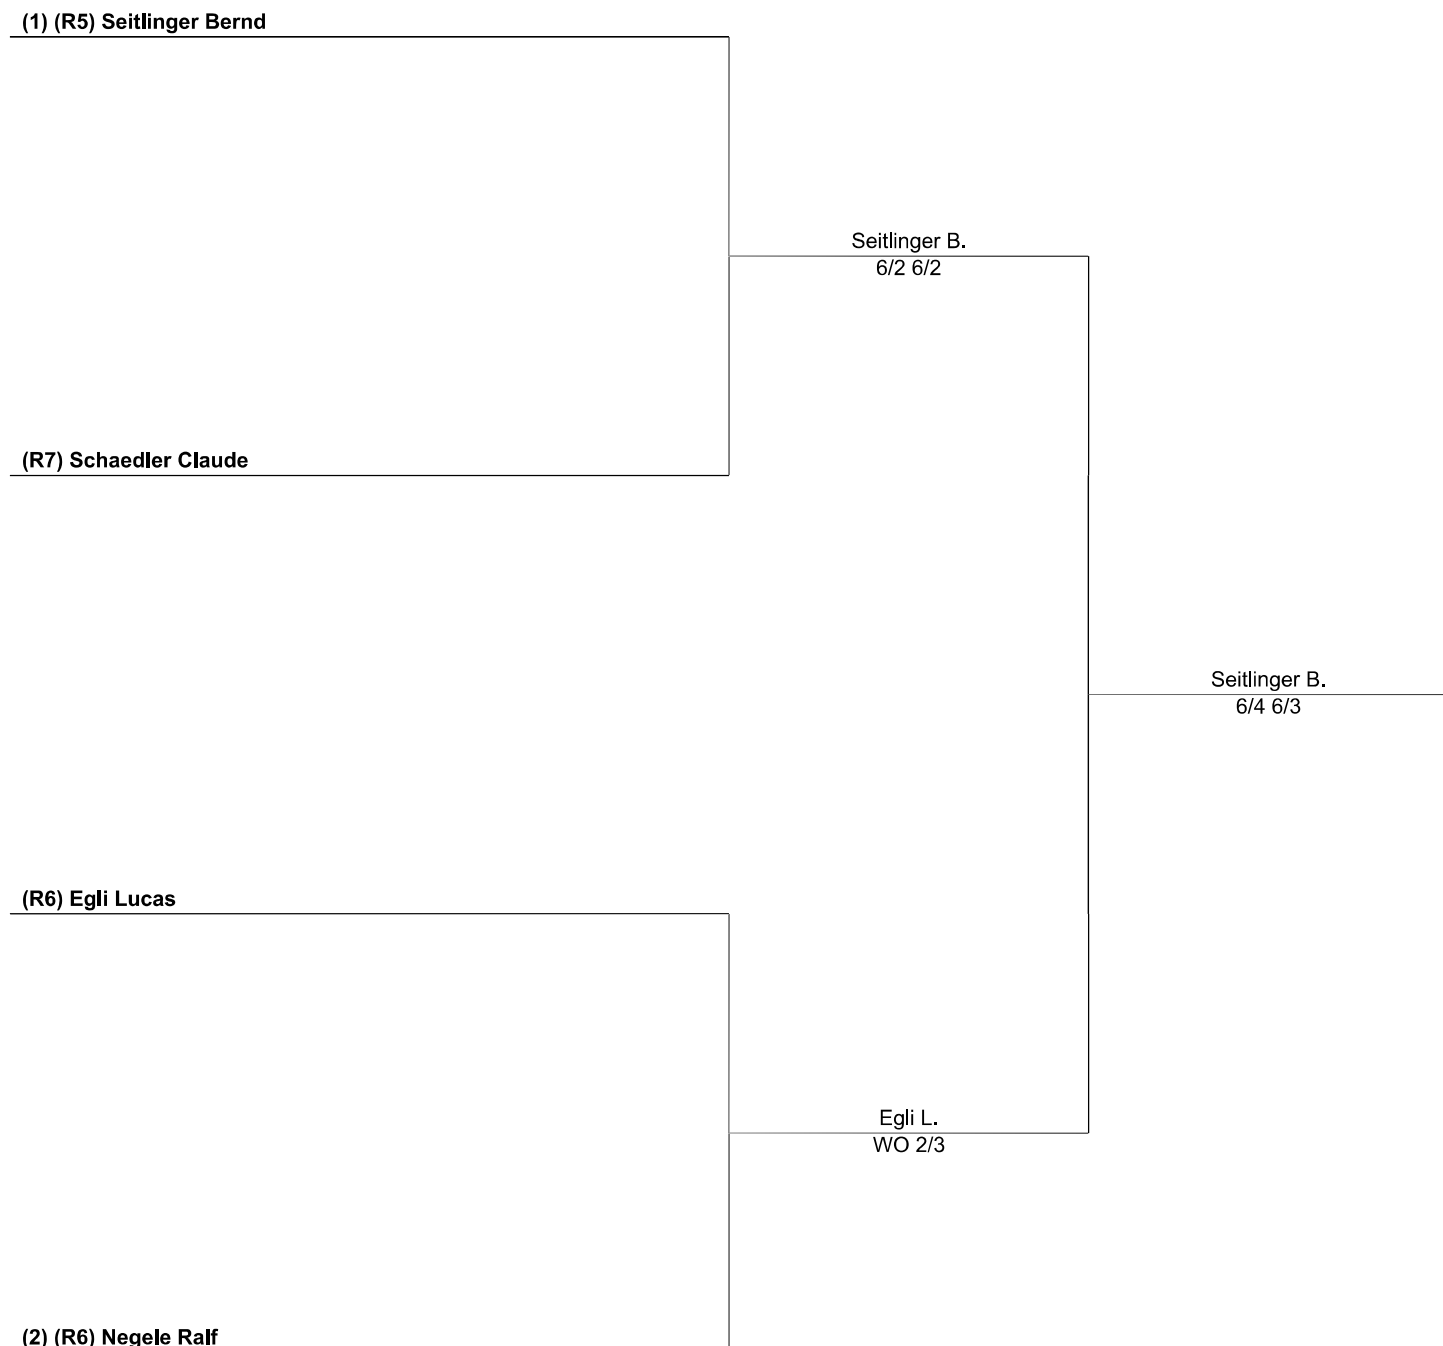 (1) (R5) Seitlinger Bernd
Seitlinger B.
6/2 6/2
(R7) Schaedler Claude
Seitlinger B.
6/4 6/3
(R6) Egli Lucas
Egli L.
WO 2/3
(2) (R6) Negele Ralf